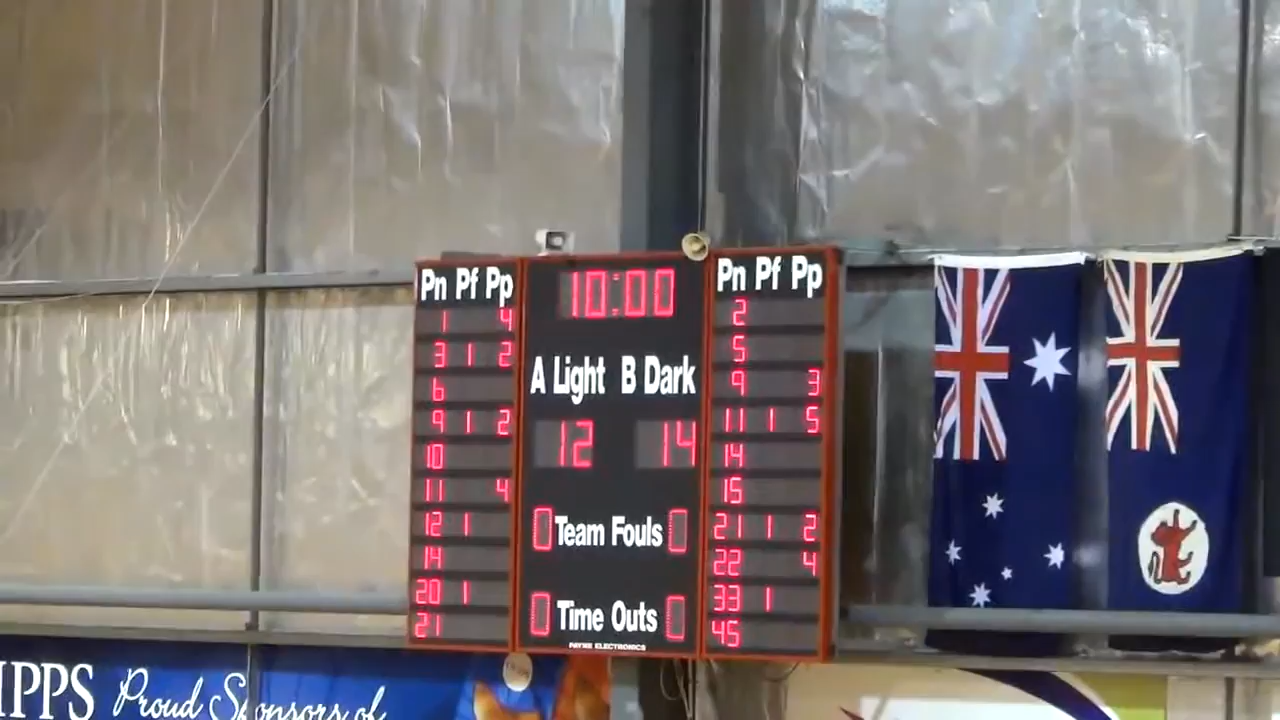 Pn Pf Pp
1 4
3 1 2
6
9 1 2
10
11 4
12 1
14
20 1
21
10:00
A Light B Dark
12 14
0 Team Fouls 0
0 Time Outs 0
PAYNE ELECTRONICS
Pn Pf Pp
2
5
9 3
11 1 5
14
15
21 1 2
22 4
33 1
45
IPPS Proud Sponsors of